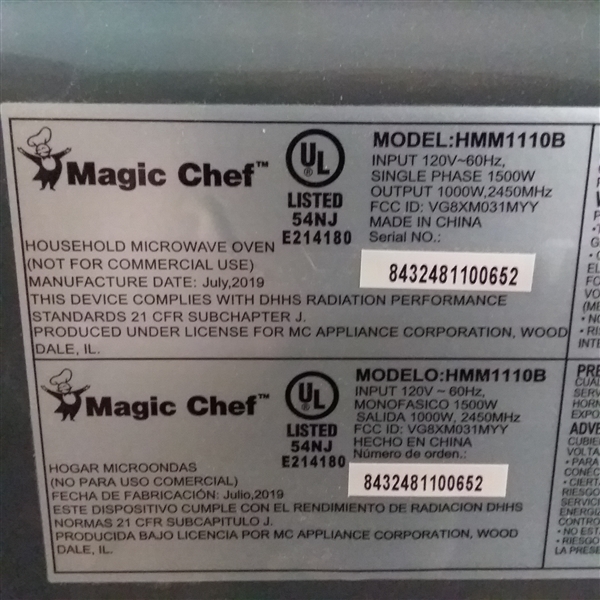 Magic Chef™
UL
LISTED
54NJ
E214180
MODEL:HMM1110B
INPUT 120V~60Hz,
SINGLE PHASE 1500W
OUTPUT 1000W,2450MHz
FCC ID: VG8XM031MYY
MADE IN CHINA
Serial NO.:
8432481100652
HOUSEHOLD MICROWAVE OVEN
(NOT FOR COMMERCIAL USE)
MANUFACTURE DATE: July,2019
THIS DEVICE COMPLIES WITH DHHS RADIATION PERFORMANCE
STANDARDS 21 CFR SUBCHAPTER J.
PRODUCED UNDER LICENSE FOR MC APPLIANCE CORPORATION, WOOD
DALE, IL.
Magic Chef™
UL
LISTED
54NJ
E214180
MODELO:HMM1110B
INPUT 120V ~ 60Hz,
MONOFASICO 1500W
SALIDA 1000W, 2450MHz
FCC ID: VG8XM031MYY
HECHO EN CHINA
Número de orden.:
8432481100652
HOGAR MICROONDAS
(NO PARA USO COMERCIAL)
FECHA DE FABRICACIÓN: Julio,2019
ESTE DISPOSITIVO CUMPLE CON EL RENDIMIENTO DE RADIACION DHHS
NORMAS 21 CFR SUBCAPITULO J.
PRODUCIDA BAJO LICENCIA POR MC APPLIANCE CORPORATION, WOOD
DALE, IL.